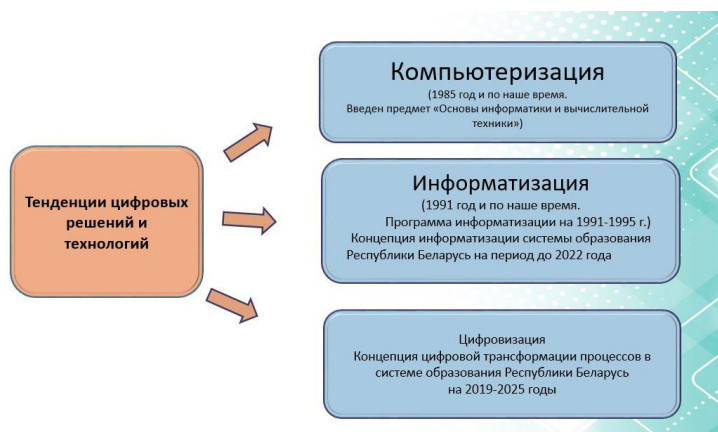 Тенденции цифровых
решений и
технологий
Компьютеризация
(1985 год и по наше время.
Введен предмет «Основы информатики и вычислительной
техники»)
Информатизация
(1991 год и по наше время.
Программа информатизации на 1991-1995 г.)
Концепция информатизации системы образования
Республики Беларусь на период до 2022 года
Цифровизация
Концепция цифровой трансформации процессов в
системе образования Республики Беларусь
на 2019-2025 годы